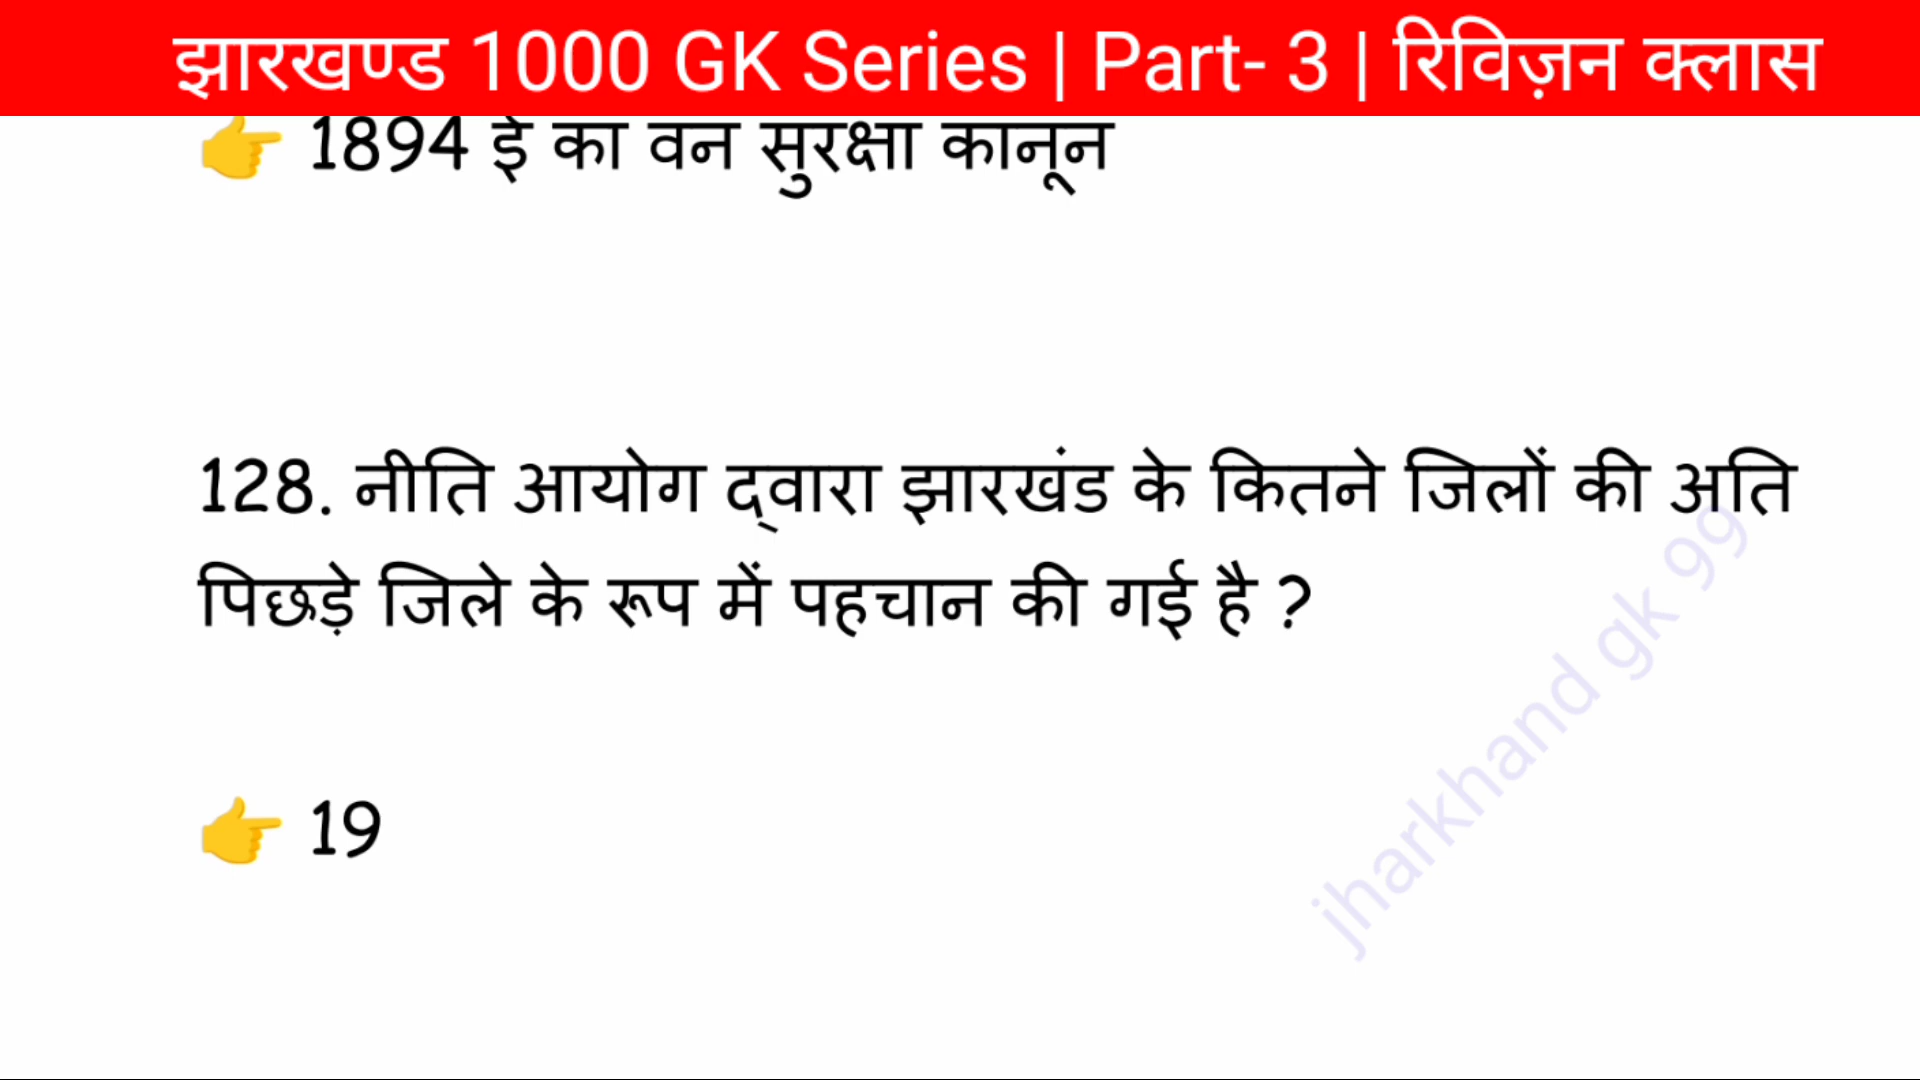 झारखण्ड 1000 GK Series | Part- 3 | रिविज़न क्लास
👉 1894 ई का वन सुरक्षा कानून
128. नीति आयोग द्वारा झारखंड के कितने जिलों की अति
पिछड़े जिले के रूप में पहचान की गई है ?
👉 19
jharkhand gk 99